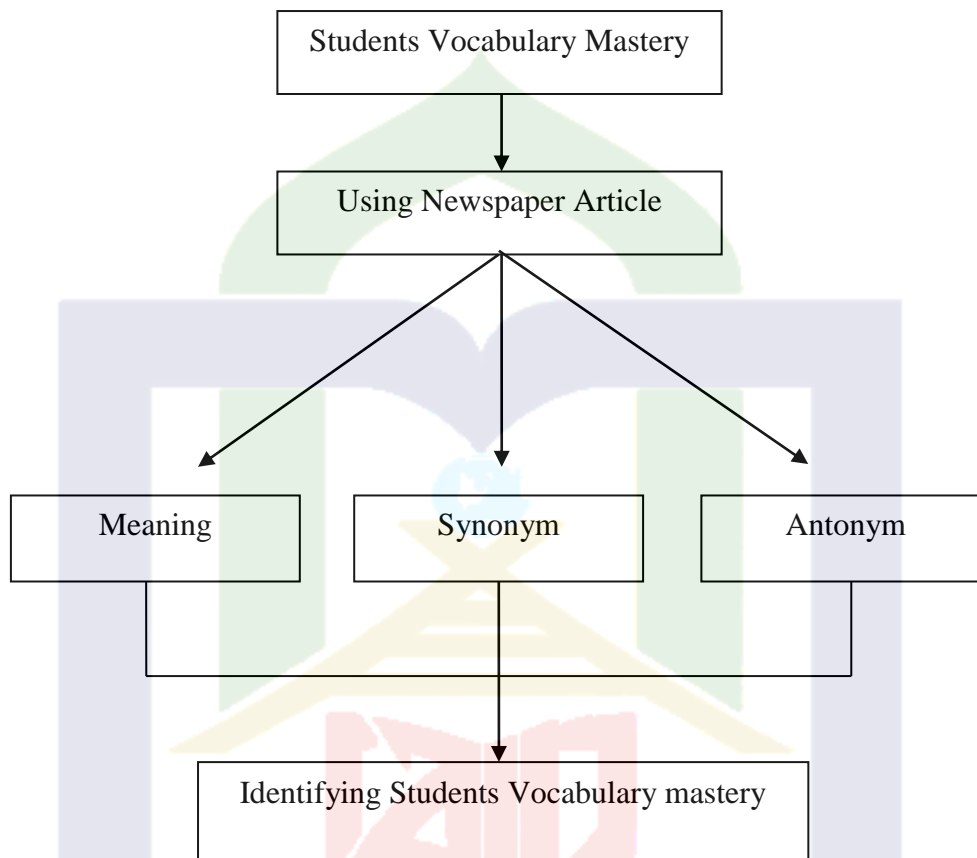 Students Vocabulary Mastery
Using Newspaper Article
Meaning
Synonym
Antonym
Identifying Students Vocabulary mastery